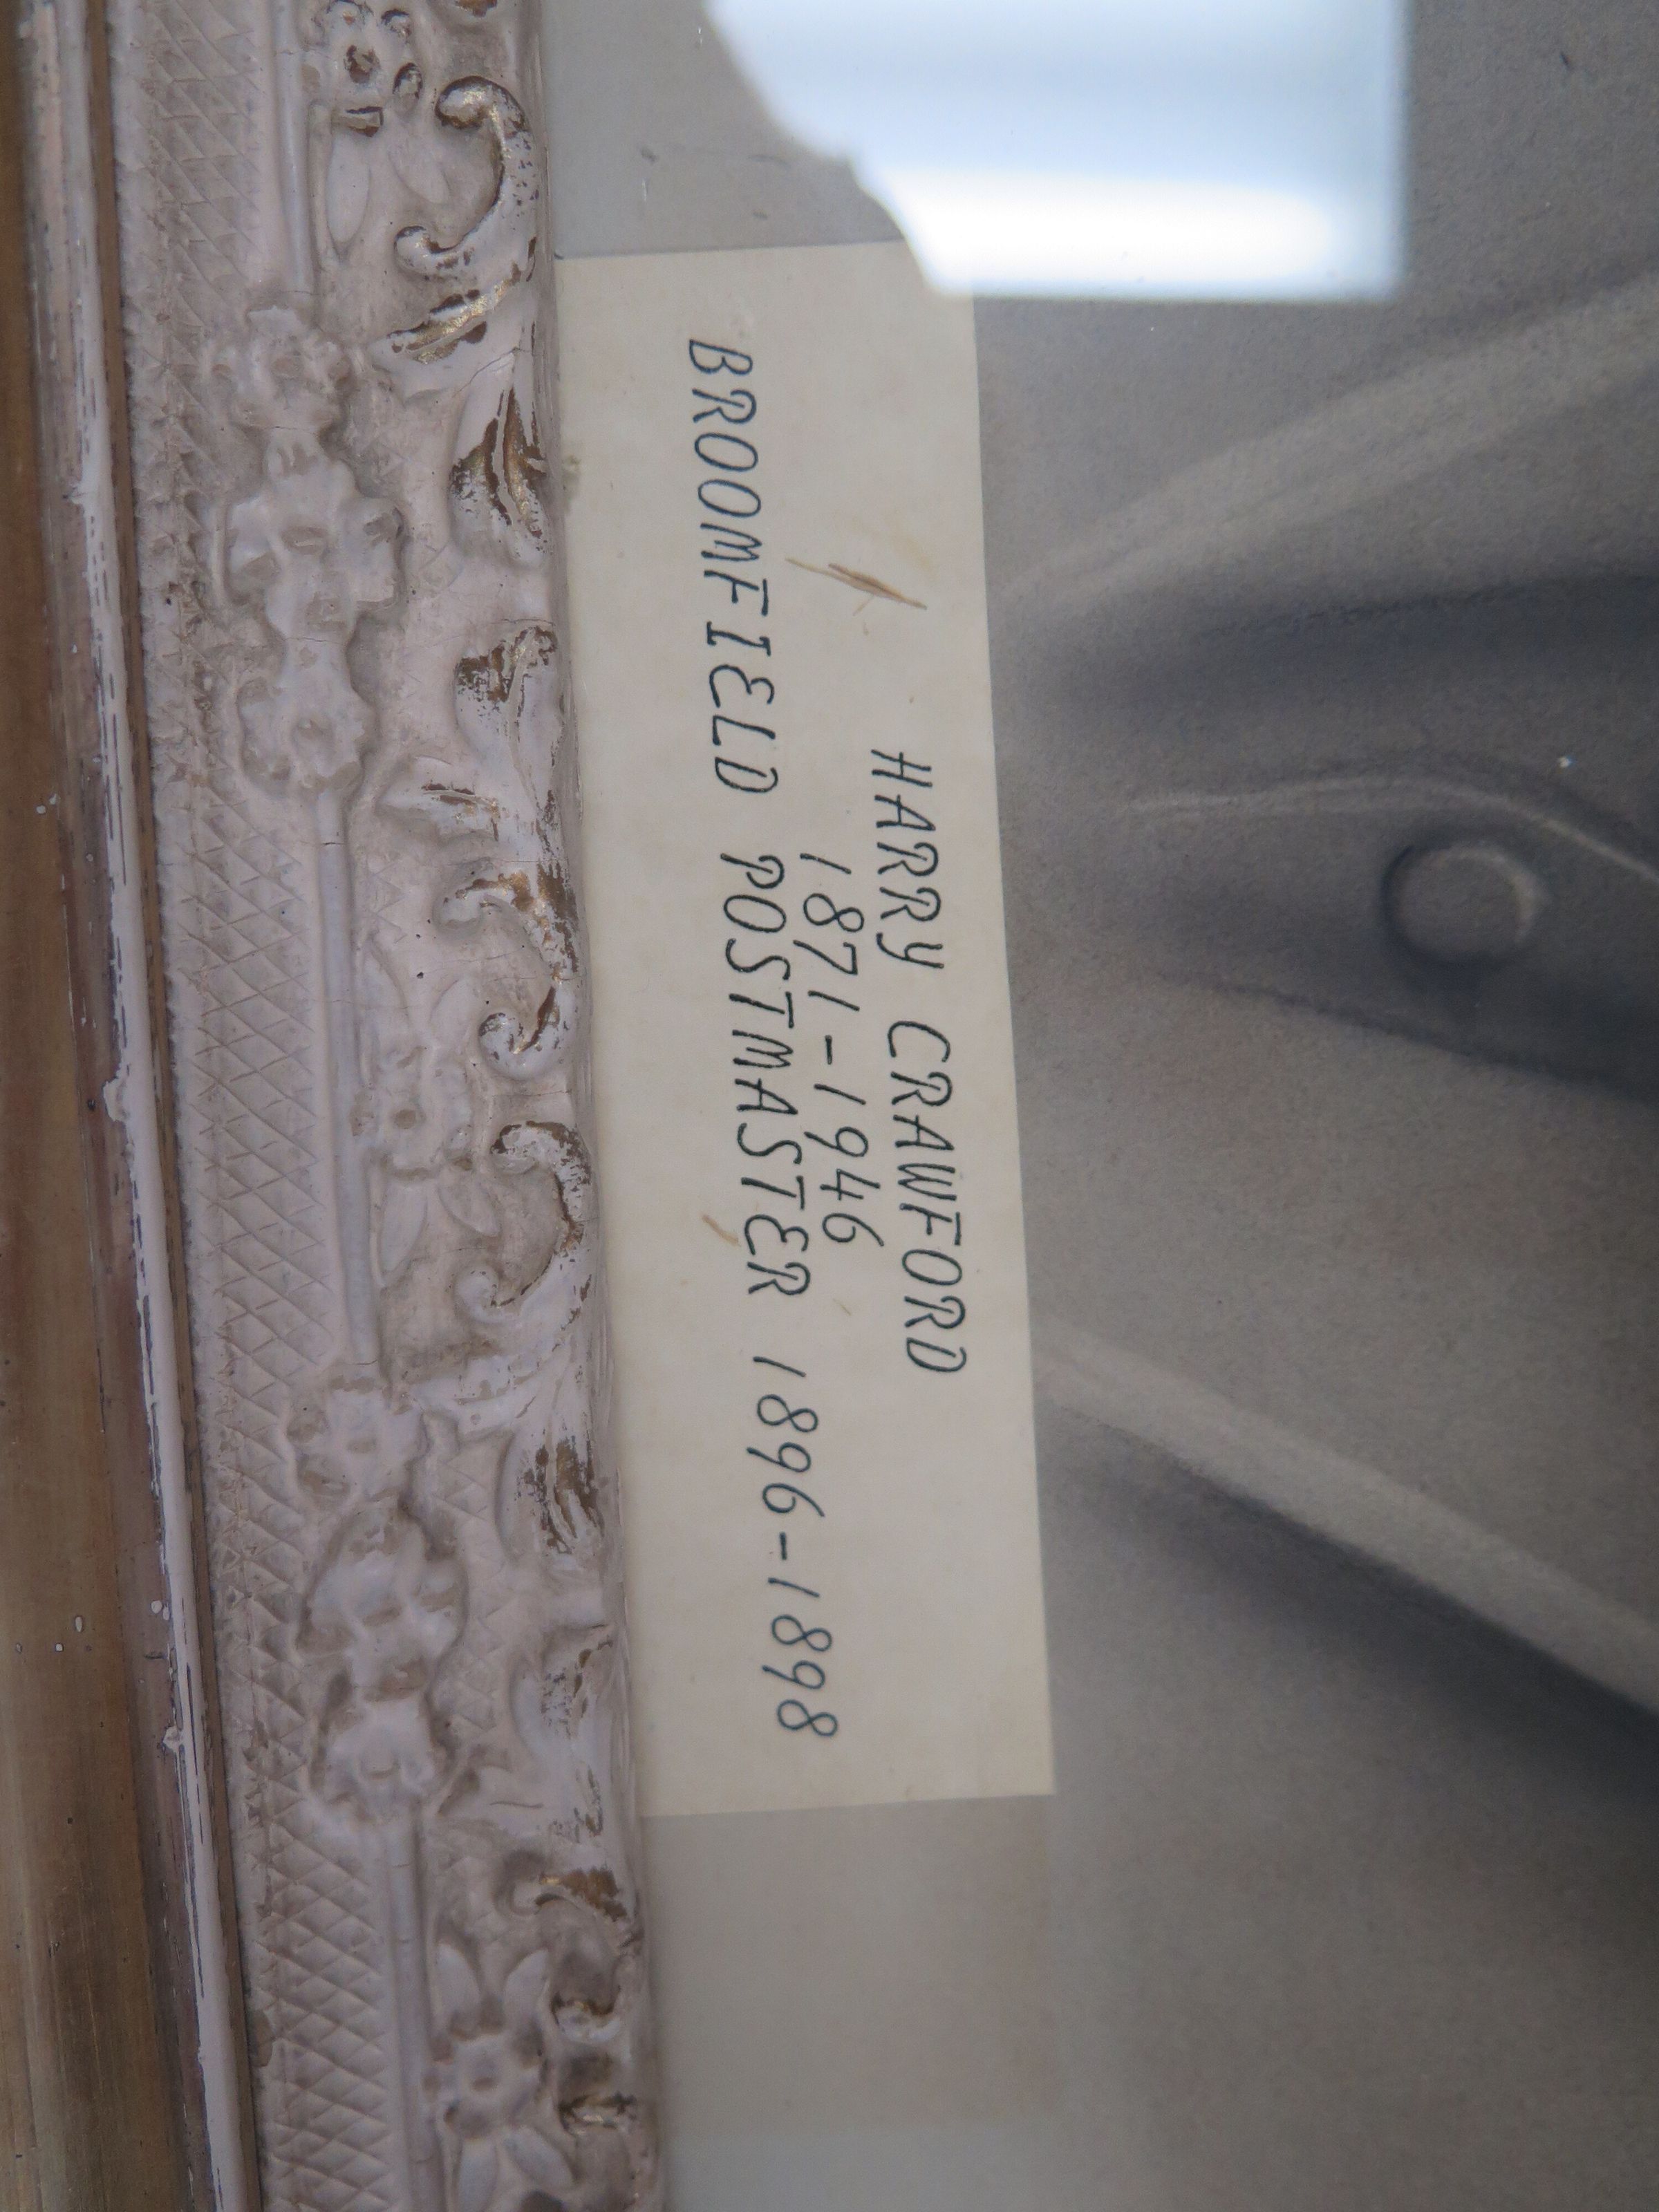 HARRY CRAWFORD
1871-1946
BROOMFIELD POSTMASTER 1896-1898